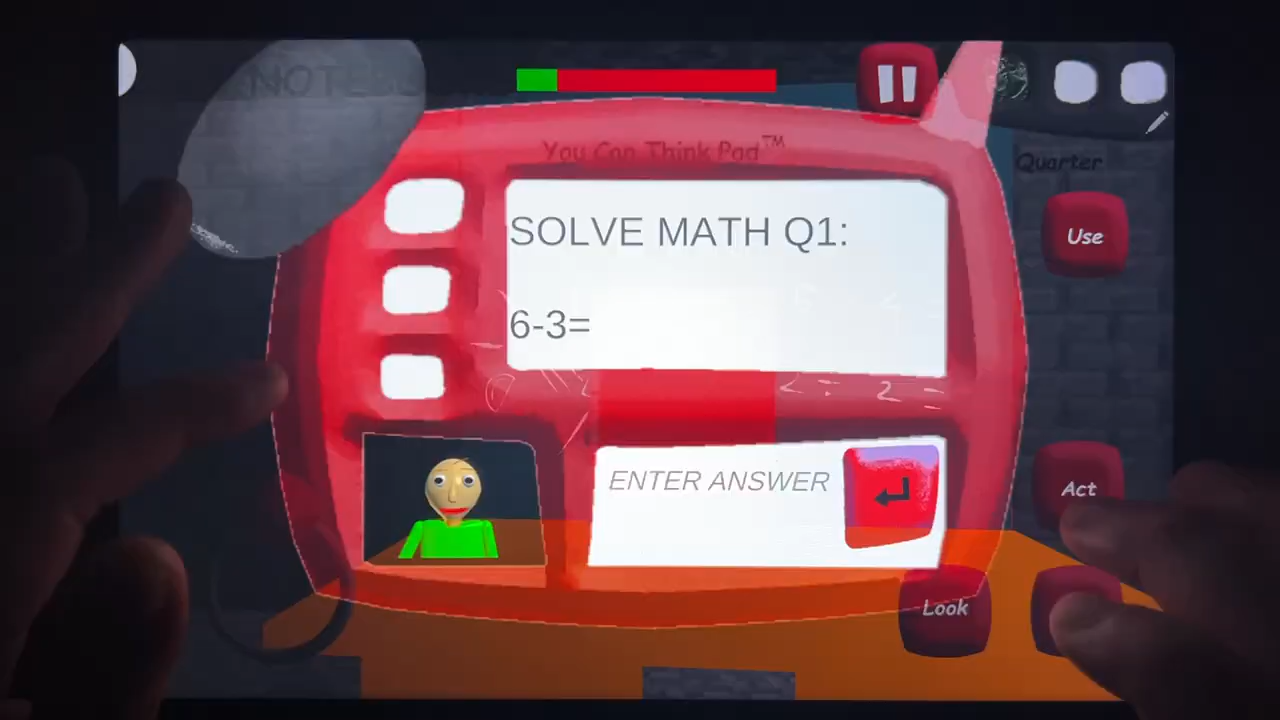 You Can Think Pad™
Quarter
SOLVE MATH Q1:
Use
6-3=
ENTER ANSWER
Act
Look